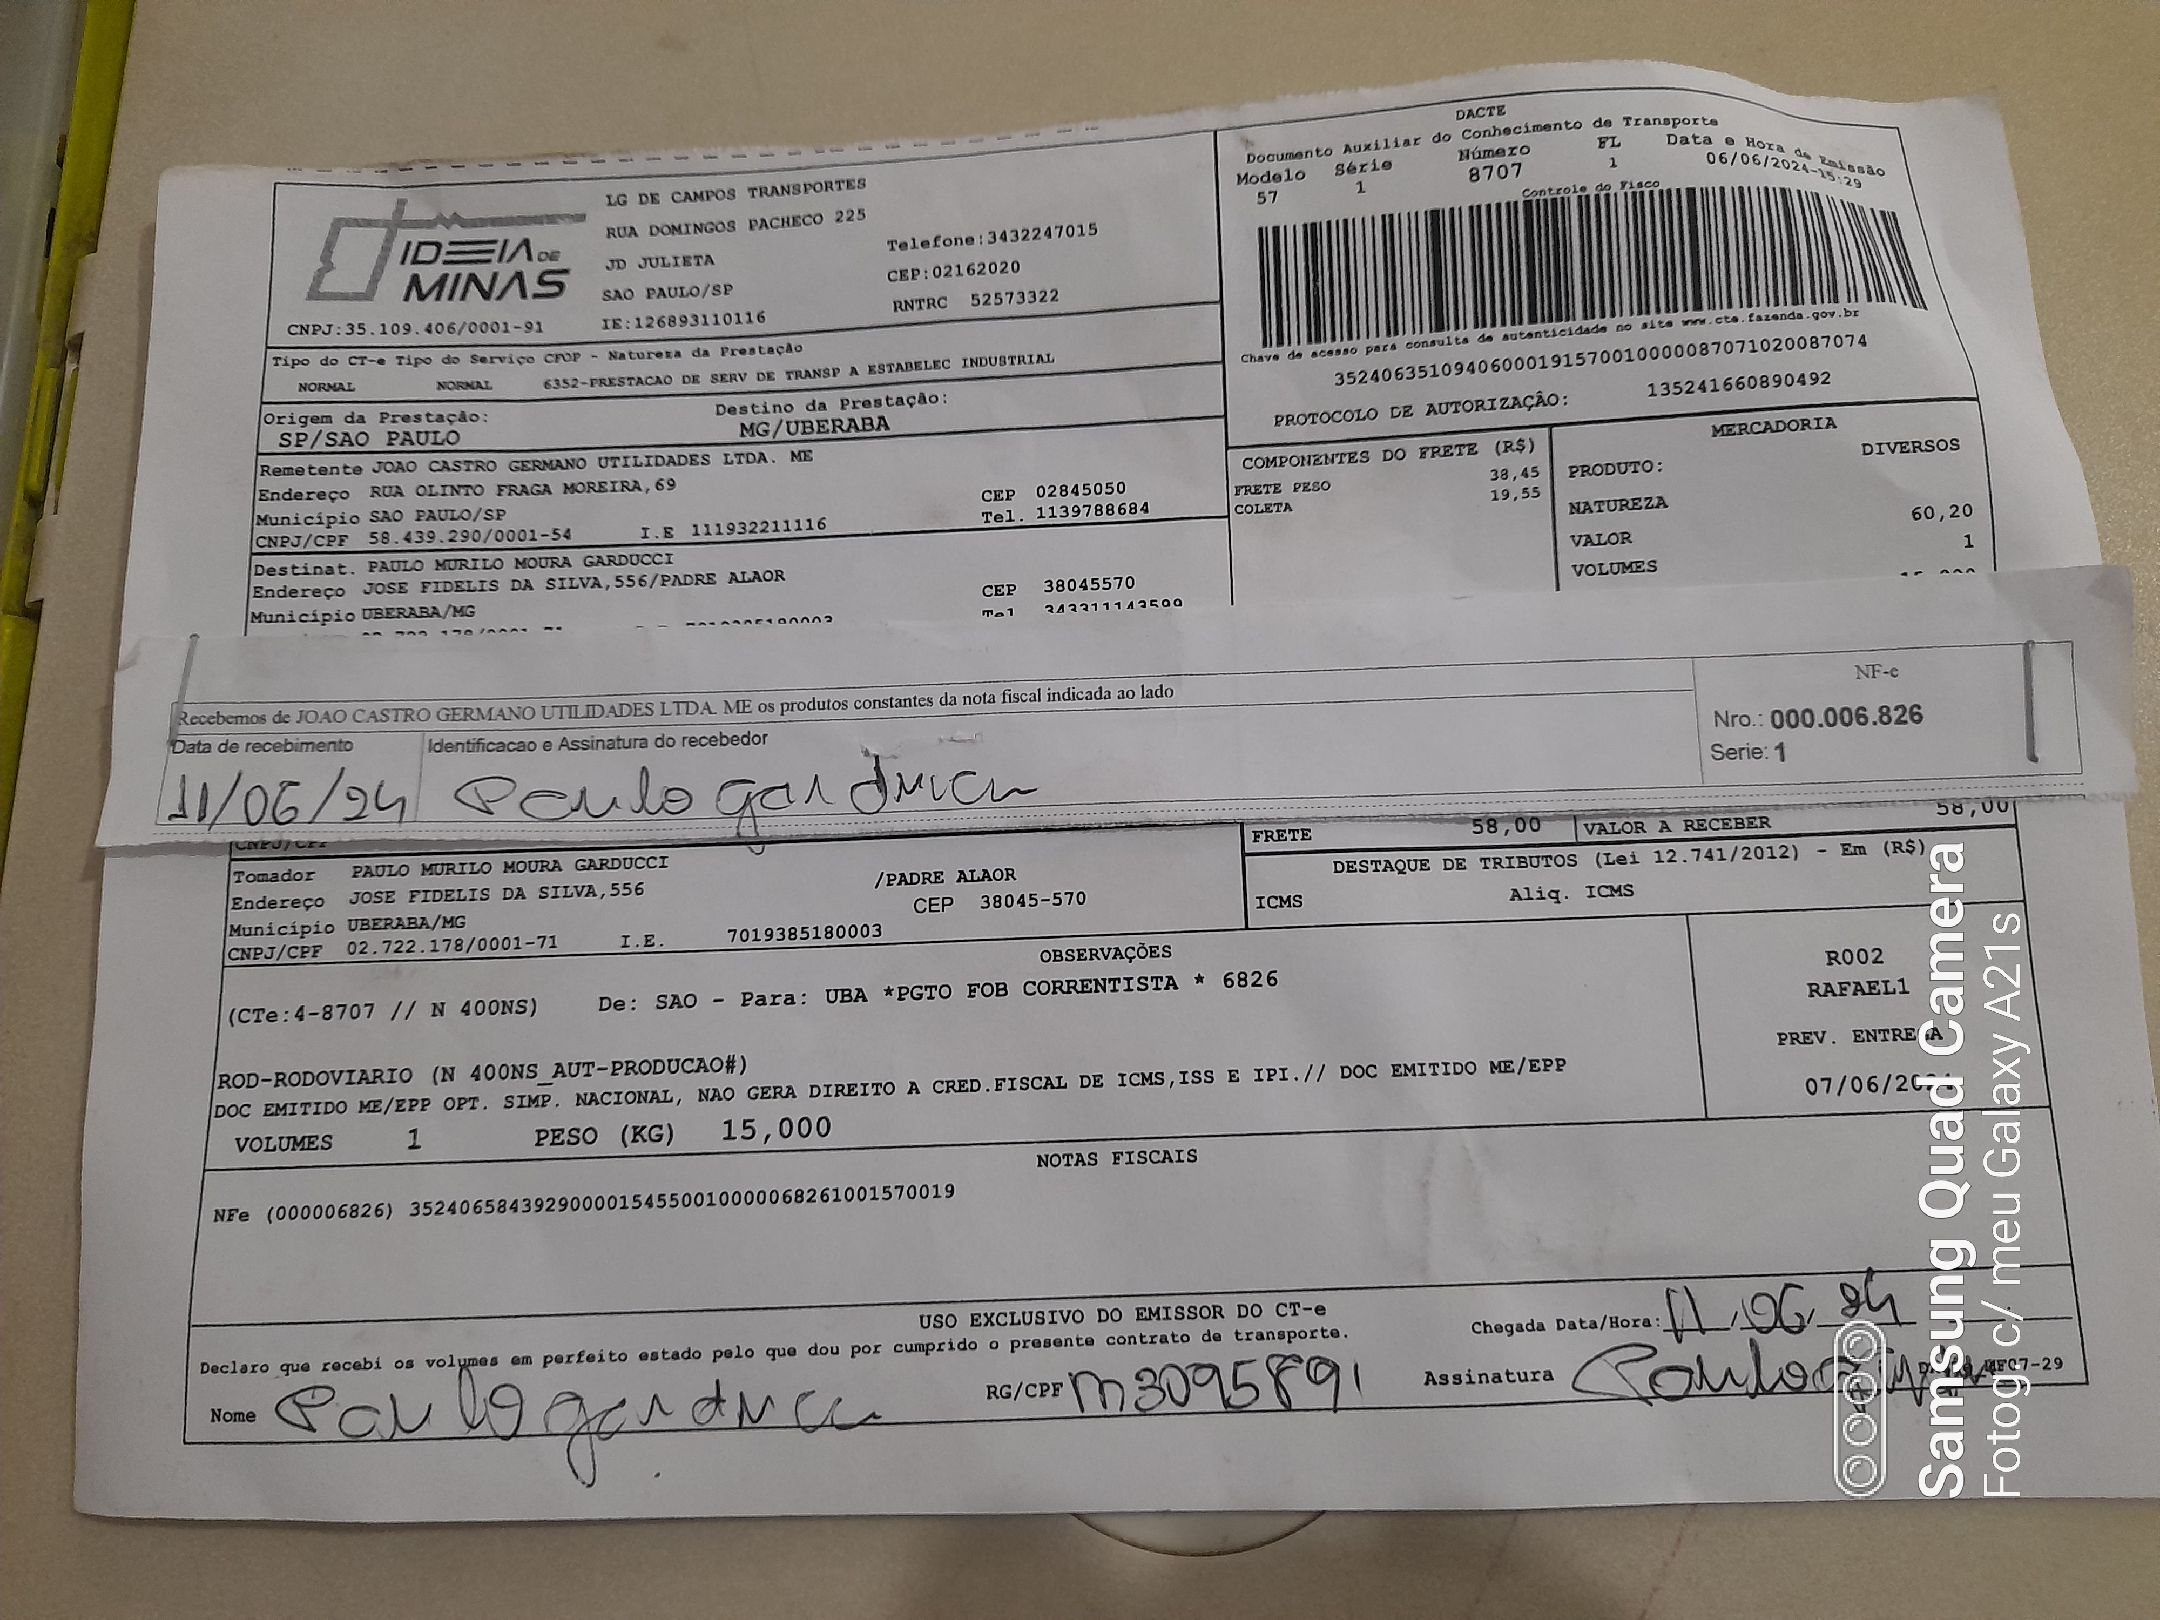 DACTE
Documento Auxiliar do Conhecimento de Transporte
Modelo Série Número FL Data e Hora de Emissão
57 1 8707 1 06/06/2024-15:29
Controle do Fisco
Chave de acesso para consulta de autenticidade no site www.cte.fazenda.gov.br
35240635109406000191570010000087071020087074
PROTOCOLO DE AUTORIZAÇÂO: 135241660890492
IDEIA DE MINAS
CNPJ:35.109.406/0001-91
LG DE CAMPOS TRANSPORTES
RUA DOMINGOS PACHECO 225
JD JULIETA
SAO PAULO/SP
IE:126893110116
Telefone:3432247015
CEP:02162020
RNTRC 52573322
Tipo do CT-e Tipo do Serviço CFOP - Natureza da Prestação
NORMAL NORMAL 6352-PRESTACAO DE SERV DE TRANSP A ESTABELEC INDUSTRIAL
Origem da Prestação: Destino da Prestação:
SP/SAO PAULO MG/UBERABA
Remetente JOAO CASTRO GERMANO UTILIDADES LTDA. ME
Endereço RUA OLINTO FRAGA MOREIRA,69 CEP 02845050
Município SAO PAULO/SP Tel. 1139788684
CNPJ/CPF 58.439.290/0001-54 I.E 111932211116
Destinat. PAULO MURILO MOURA GARDUCCI
Endereço JOSE FIDELIS DA SILVA,556/PADRE ALAOR CEP 38045570
Município UBERABA/MG Tel 343311143599
COMPONENTES DO FRETE (R$)
FRETE PESO 38,45
COLETA 19,55
MERCADORIA
PRODUTO: DIVERSOS
NATUREZA
VALOR 60,20
VOLUMES 1
Recebemos de JOAO CASTRO GERMANO UTILIDADES LTDA. ME os produtos constantes da nota fiscal indicada ao lado
Data de recebimento Identificacao e Assinatura do recebedor
11/06/24 Paulo garducci
NF-e
Nro.: 000.006.826
Serie: 1
CNPJ/CPF
FRETE 58,00 VALOR A RECEBER 58,00
Tomador PAULO MURILO MOURA GARDUCCI
Endereço JOSE FIDELIS DA SILVA,556 /PADRE ALAOR
Município UBERABA/MG CEP 38045-570
CNPJ/CPF 02.722.178/0001-71 I.E. 7019385180003
DESTAQUE DE TRIBUTOS (Lei 12.741/2012) - Em (R$)
ICMS Aliq. ICMS
OBSERVAÇÕES
(CTe:4-8707 // N 400NS) De: SAO - Para: UBA *PGTO FOB CORRENTISTA * 6826
ROD-RODOVIARIO (N 400NS_AUT-PRODUCAO#)
DOC EMITIDO ME/EPP OPT. SIMP. NACIONAL, NAO GERA DIREITO A CRED.FISCAL DE ICMS,ISS E IPI.// DOC EMITIDO ME/EPP
VOLUMES 1 PESO (KG) 15,000
R002
RAFAEL1
PREV. ENTREGA
07/06/2024
NOTAS FISCAIS
NFe (000006826) 35240658439290000154550010000068261001570019
USO EXCLUSIVO DO EMISSOR DO CT-e
Declaro que recebi os volumes em perfeito estado pelo que dou por cumprido o presente contrato de transporte.
Chegada Data/Hora: 11/06/24
Nome Paulo garducci RG/CPF M3095891 Assinatura Paulo
Samsung Quad Camera
Fotog c/ meu Galaxy A21s